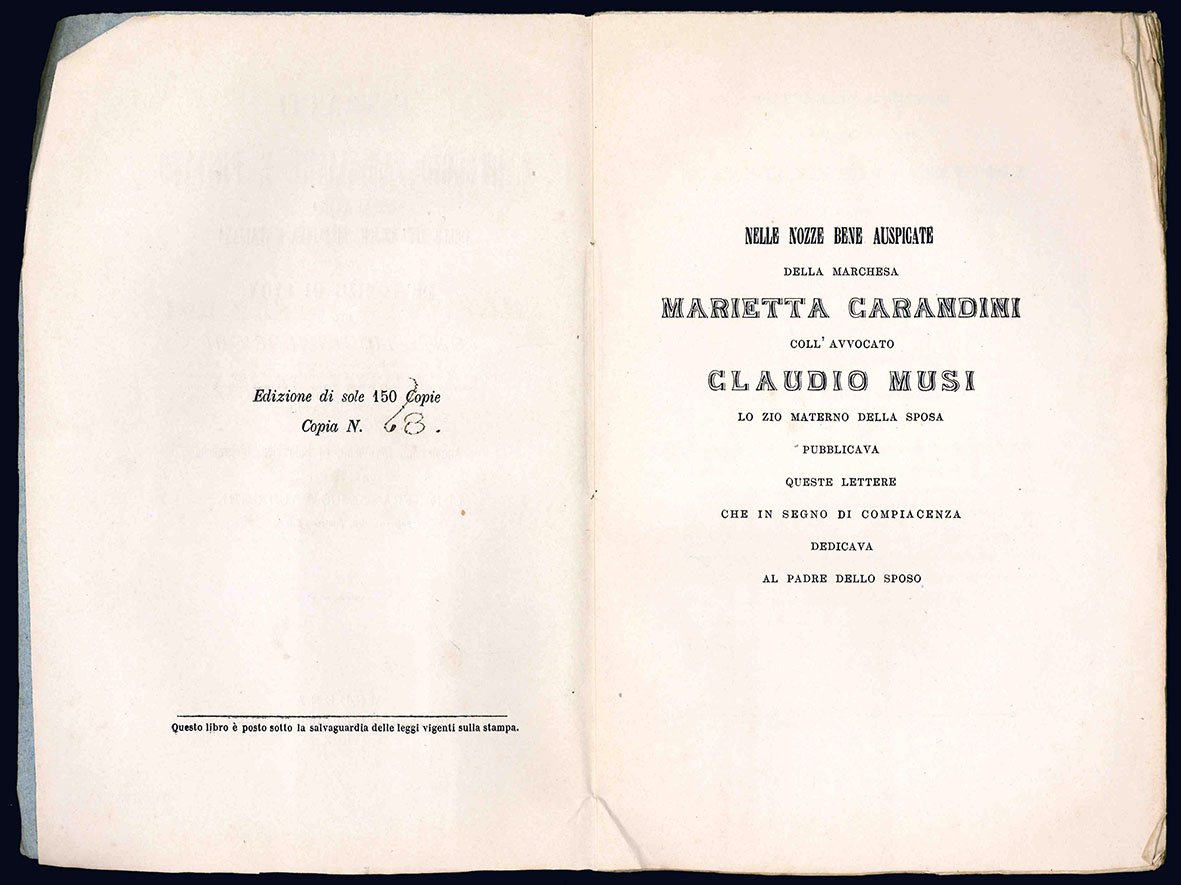 Edizione di sole 150 Copie
Copia N. 63.
Questo libro è posto sotto la salvaguardia delle leggi vigenti sulla stampa.
NELLE NOZZE BENE AUSPICATE
DELLA MARCHESA
MARIETTA CARANDINI
COLL' AVVOCATO
CLAUDIO MUSI
LO ZIO MATERNO DELLA SPOSA
PUBBLICAVA
QUESTE LETTERE
CHE IN SEGNO DI COMPIACENZA
DEDICAVA
AL PADRE DELLO SPOSO